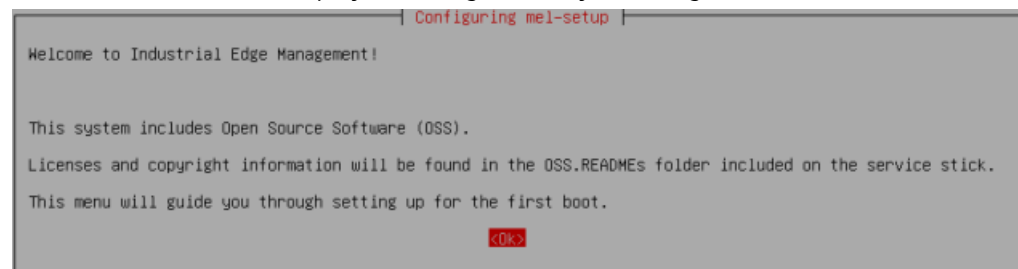 Configuring mel-setup
Welcome to Industrial Edge Management!
This system includes Open Source Software (OSS).
Licenses and copyright information will be found in the OSS.READMEs folder included on the service stick.
This menu will guide you through setting up for the first boot.
<Ok>